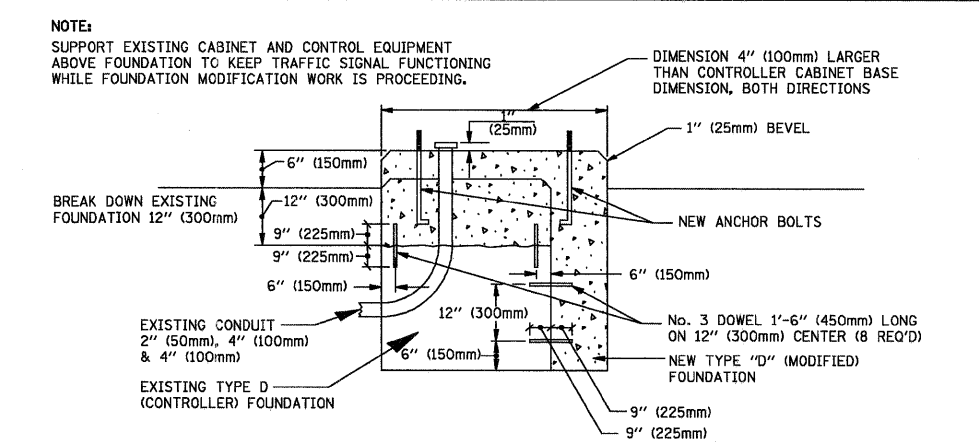 NOTE:
SUPPORT EXISTING CABINET AND CONTROL EQUIPMENT
ABOVE FOUNDATION TO KEEP TRAFFIC SIGNAL FUNCTIONING
WHILE FOUNDATION MODIFICATION WORK IS PROCEEDING.
DIMENSION 4" (100mm) LARGER
THAN CONTROLLER CABINET BASE
DIMENSION, BOTH DIRECTIONS
1"
(25mm)
1" (25mm) BEVEL
6" (150mm)
BREAK DOWN EXISTING
FOUNDATION 12" (300mm)
12" (300mm)
NEW ANCHOR BOLTS
9" (225mm)
9" (225mm)
6" (150mm)
6" (150mm)
12" (300mm)
6" (150mm)
EXISTING CONDUIT
2" (50mm), 4" (100mm)
& 4" (100mm)
No. 3 DOWEL 1'-6" (450mm) LONG
ON 12" (300mm) CENTER (8 REQ'D)
NEW TYPE "D" (MODIFIED)
FOUNDATION
EXISTING TYPE D
(CONTROLLER) FOUNDATION
9" (225mm)
9" (225mm)